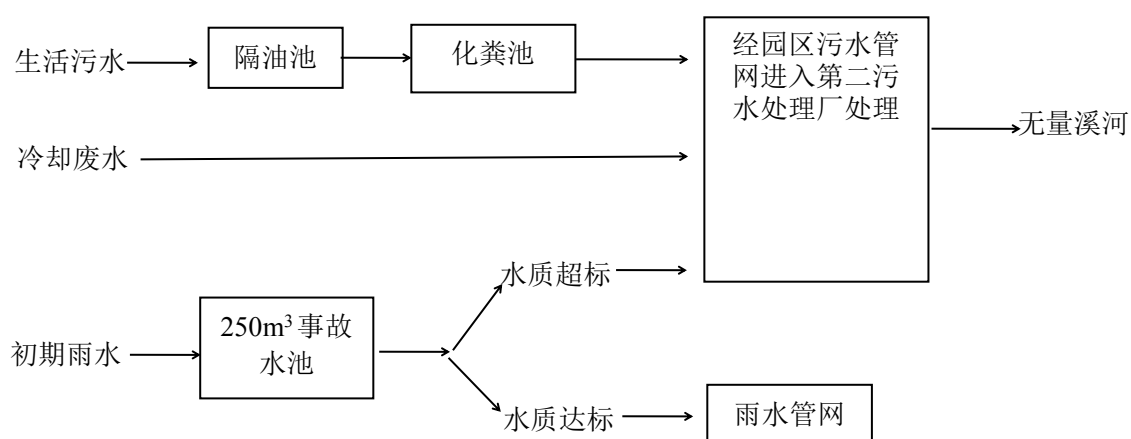 生活污水
隔油池
化粪池
经园区污水管
网进入第二污
水处理厂处理
无量溪河
冷却废水
水质超标
初期雨水
250m³事故
水池
水质达标
雨水管网